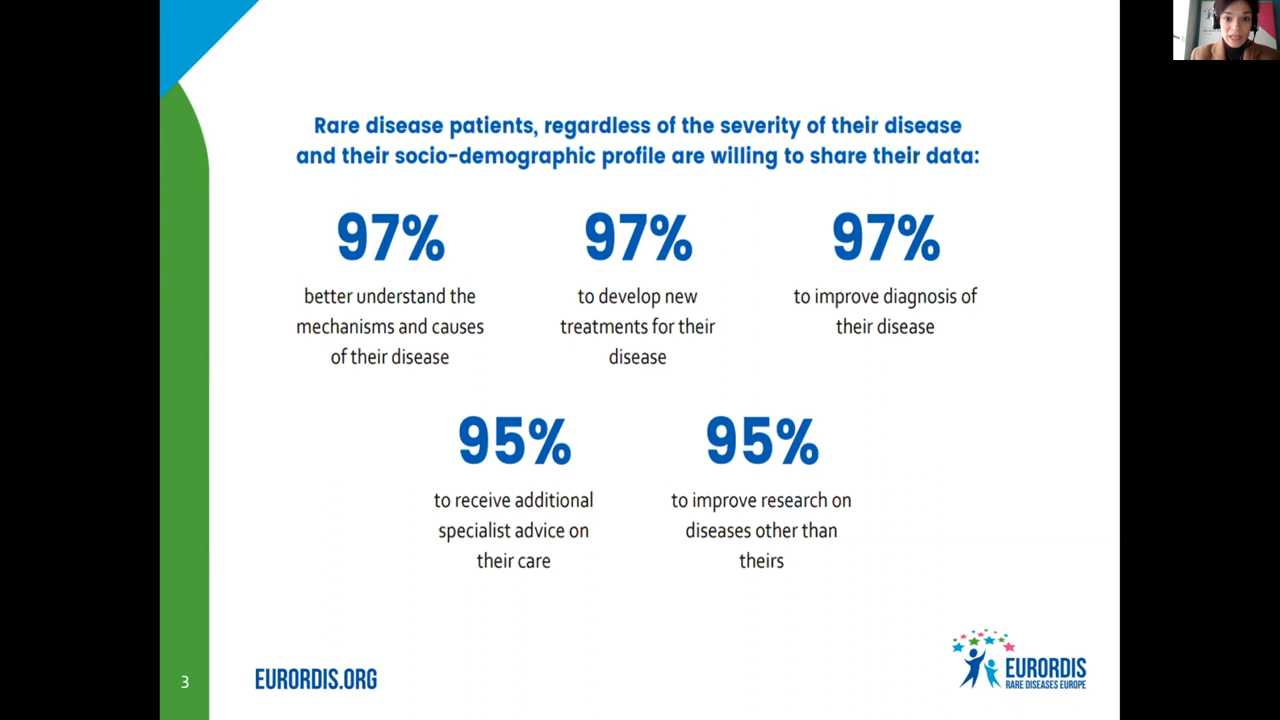 Rare disease patients, regardless of the severity of their disease
and their socio-demographic profile are willing to share their data:
97%
better understand the
mechanisms and causes
of their disease
97%
to develop new
treatments for their
disease
97%
to improve diagnosis of
their disease
95%
to receive additional
specialist advice on
their care
95%
to improve research on
diseases other than
theirs
3
EURORDIS.ORG
EURORDIS
RARE DISEASES EUROPE